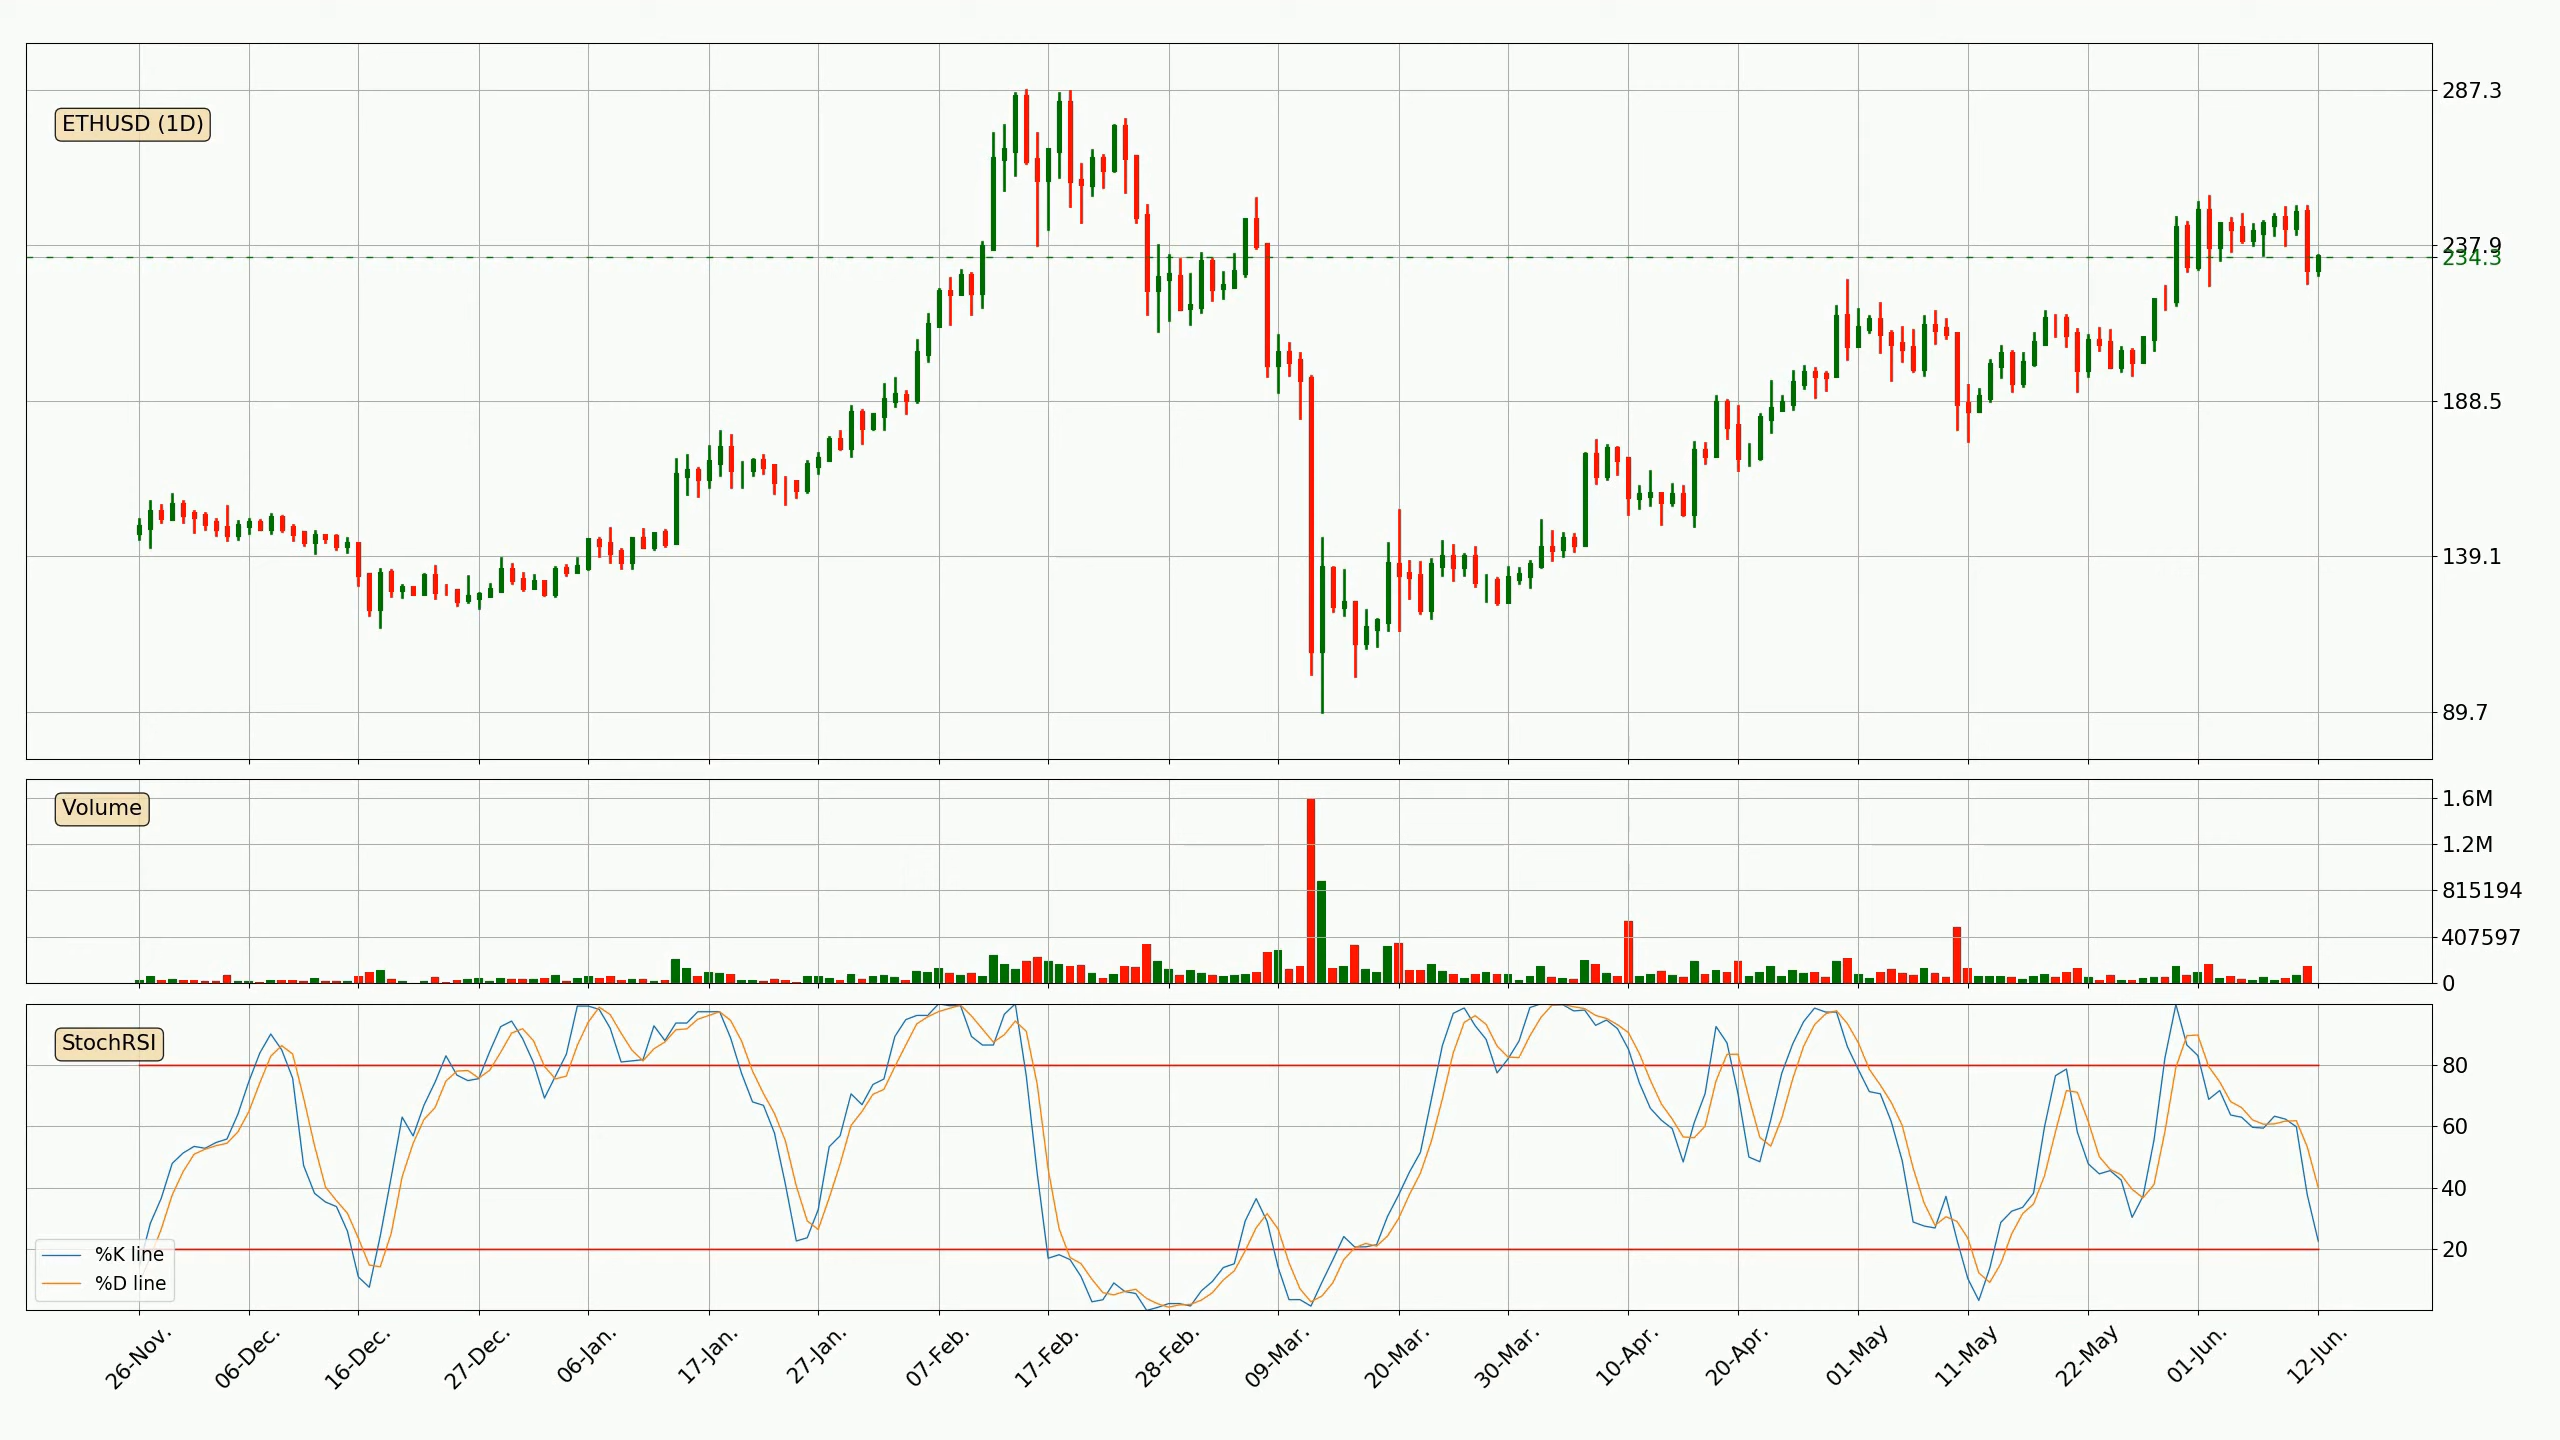 ETHUSD (1D)
287.3
237.9
234.3
188.5
139.1
89.7
Volume
1.6M
1.2M
815194
407597
0
StochRSI
80
60
40
20
%K line
%D line
26-Nov. 06-Dec. 16-Dec. 27-Dec. 06-Jan. 17-Jan. 27-Jan. 07-Feb. 17-Feb. 28-Feb. 09-Mar. 20-Mar. 30-Mar. 10-Apr. 20-Apr. 01-May 11-May 22-May 01-Jun. 12-Jun.